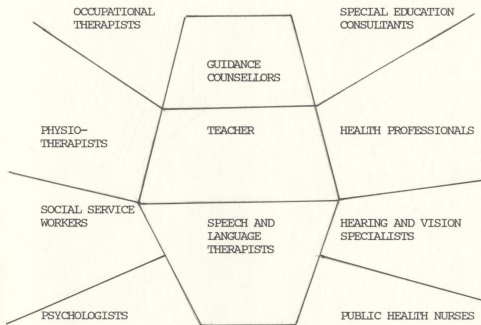 OCCUPATIONAL
THERAPISTS
SPECIAL EDUCATION
CONSULTANTS
GUIDANCE
COUNSELLORS
PHYSIO-
THERAPISTS
TEACHER
HEALTH PROFESSIONALS
SOCIAL SERVICE
WORKERS
SPEECH AND
LANGUAGE
THERAPISTS
HEARING AND VISION
SPECIALISTS
PSYCHOLOGISTS
PUBLIC HEALTH NURSES